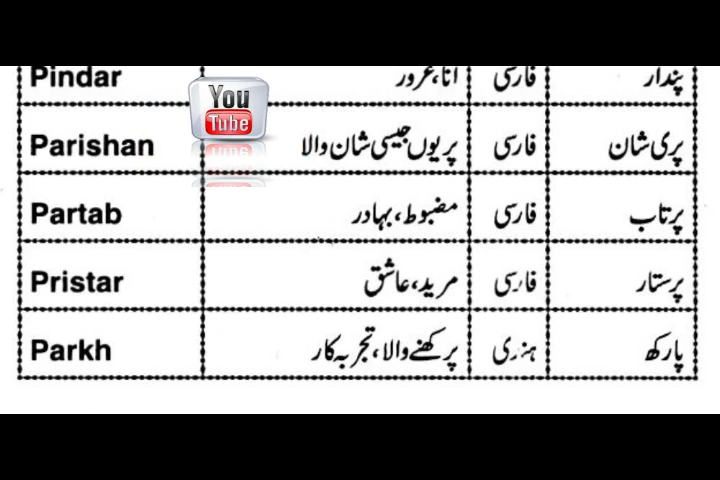 Pindar انا،غرور فارسی پندار
You
Tube
Parishan پریوں جیسی شان والا فارسی پری شان
Partab مضبوط، بہادر فارسی پرتاب
Pristar مرید، عاشق فارسی پرستار
Parkh پرکھنے والا، تجربہ کار ہندی پارکھ